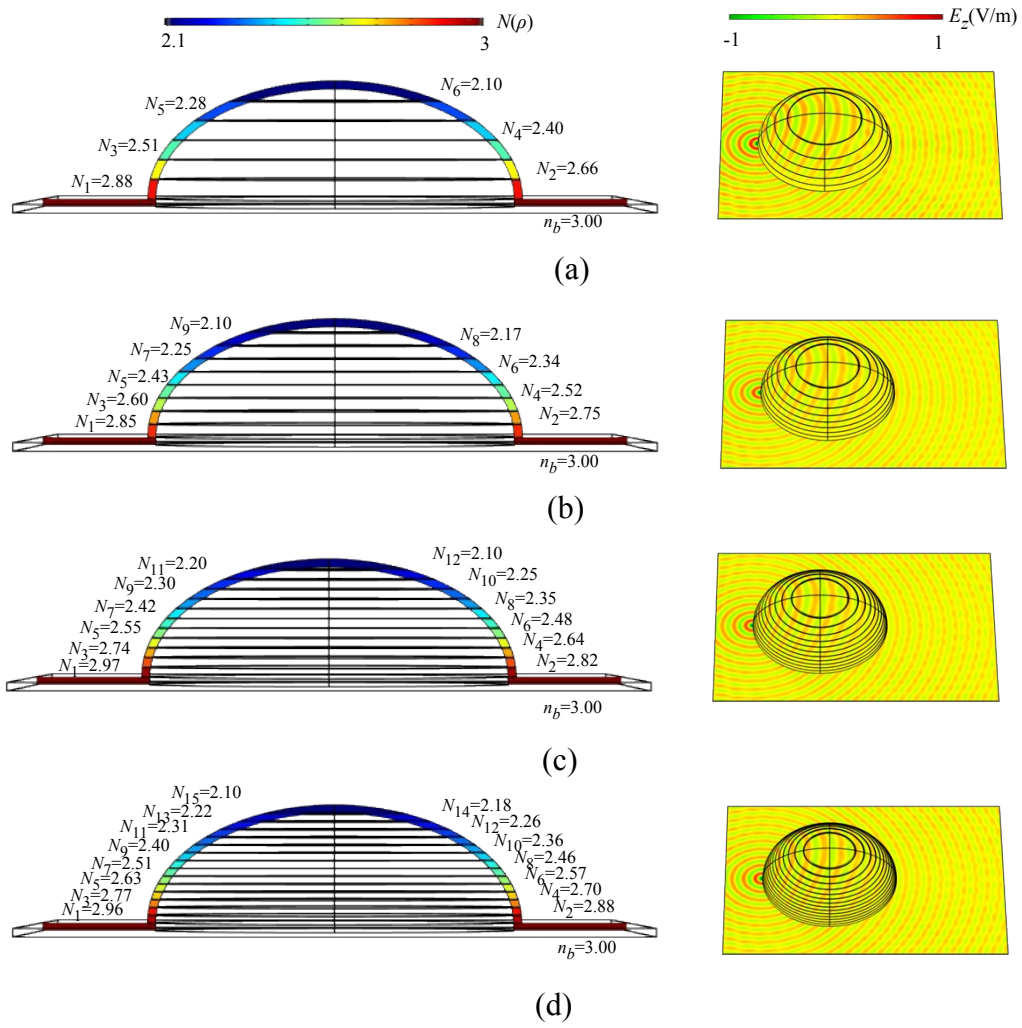 N(ρ)
2.1 3
E_z(V/m)
-1 1
N_6=2.10
N_5=2.28
N_4=2.40
N_3=2.51
N_2=2.66
N_1=2.88
n_b=3.00
(a)
N_9=2.10
N_8=2.17
N_7=2.25
N_6=2.34
N_5=2.43
N_4=2.52
N_3=2.60
N_2=2.75
N_1=2.85
n_b=3.00
(b)
N_12=2.10
N_11=2.20
N_10=2.25
N_9=2.30
N_8=2.35
N_7=2.42
N_6=2.48
N_5=2.55
N_4=2.64
N_3=2.74
N_2=2.82
N_1=2.97
n_b=3.00
(c)
N_15=2.10
N_14=2.18
N_13=2.22
N_12=2.26
N_11=2.31
N_10=2.36
N_9=2.40
N_8=2.46
N_7=2.51
N_6=2.57
N_5=2.63
N_4=2.70
N_3=2.77
N_2=2.88
N_1=2.96
n_b=3.00
(d)